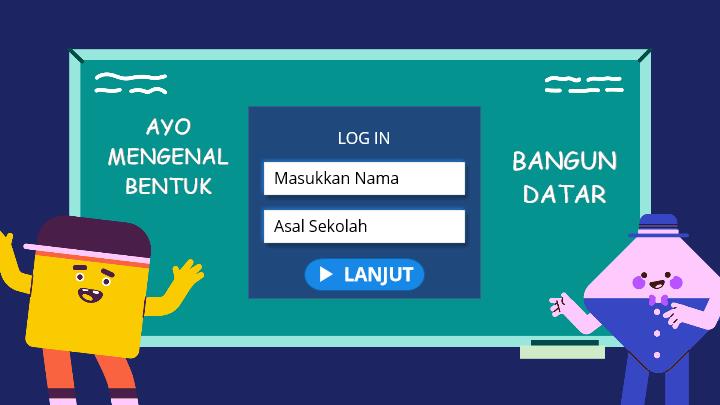 AYO
MENGENAL
BENTUK
LOG IN
Masukkan Nama
Asal Sekolah
LANJUT
BANGUN
DATAR